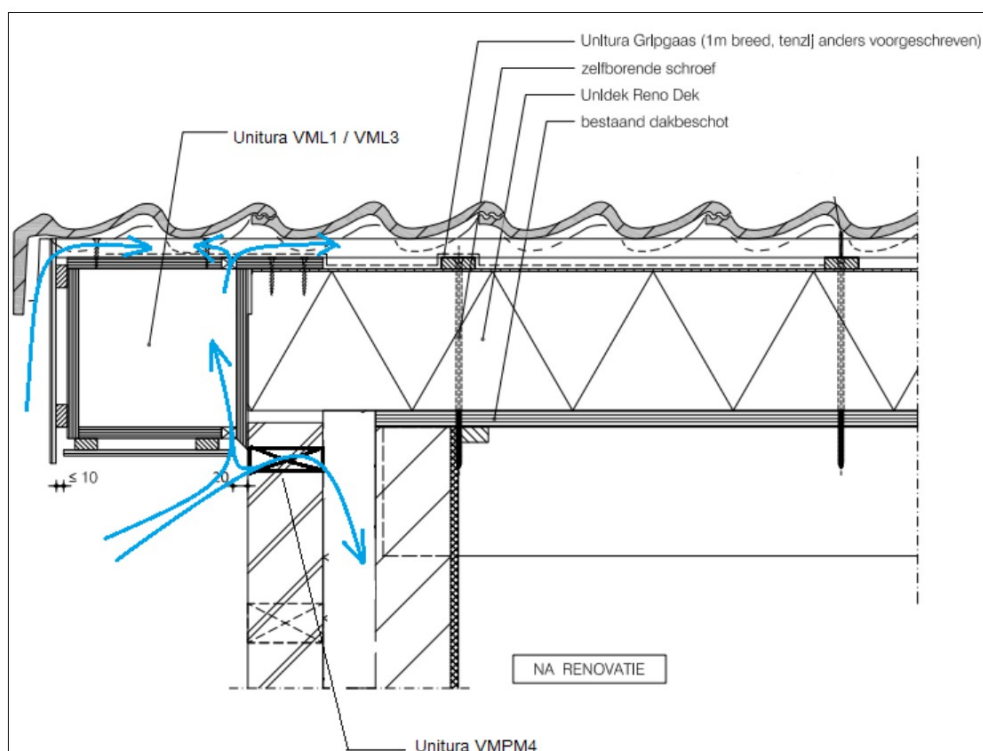 Unitura Gripgaas (1m breed, tenzij anders voorgeschreven)
zelfborende schroef
Unidek Reno Dek
bestaand dakbeschot
Unitura VML1 / VML3
≤ 10
20
NA RENOVATIE
Unitura VMPM4